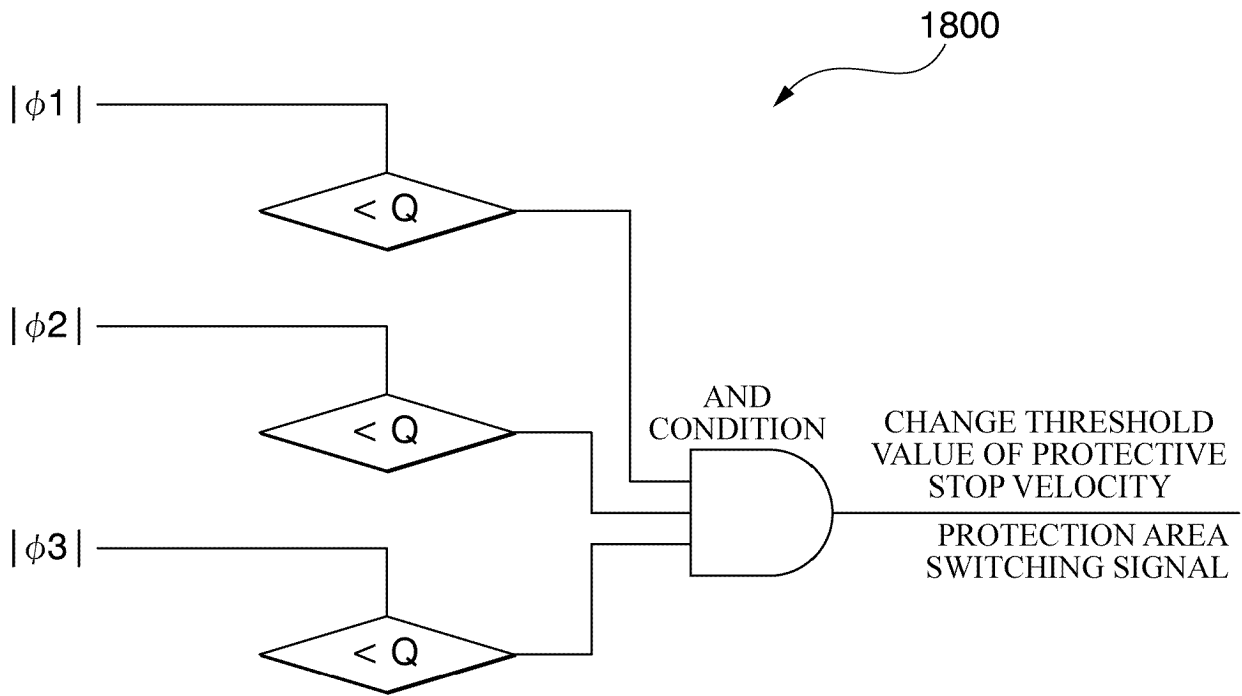 1800
|ϕ1|
< Q
|ϕ2|
< Q
AND
CONDITION
CHANGE THRESHOLD
VALUE OF PROTECTIVE
STOP VELOCITY
PROTECTION AREA
SWITCHING SIGNAL
|ϕ3|
< Q